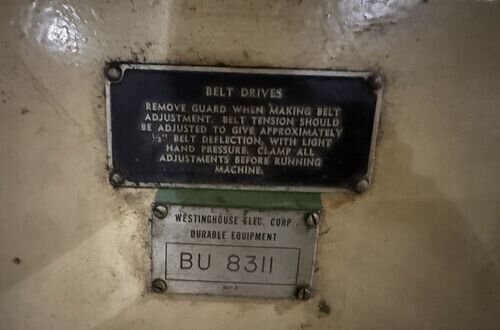 BELT DRIVES
REMOVE GUARD WHEN MAKING BELT
ADJUSTMENT. BELT TENSION SHOULD
BE ADJUSTED TO GIVE APPROXIMATELY
½" BELT DEFLECTION, WITH LIGHT
HAND PRESSURE. CLAMP ALL
ADJUSTMENTS BEFORE RUNNING
MACHINE.
WESTINGHOUSE ELEC. CORP.
DURABLE EQUIPMENT
BU 8311